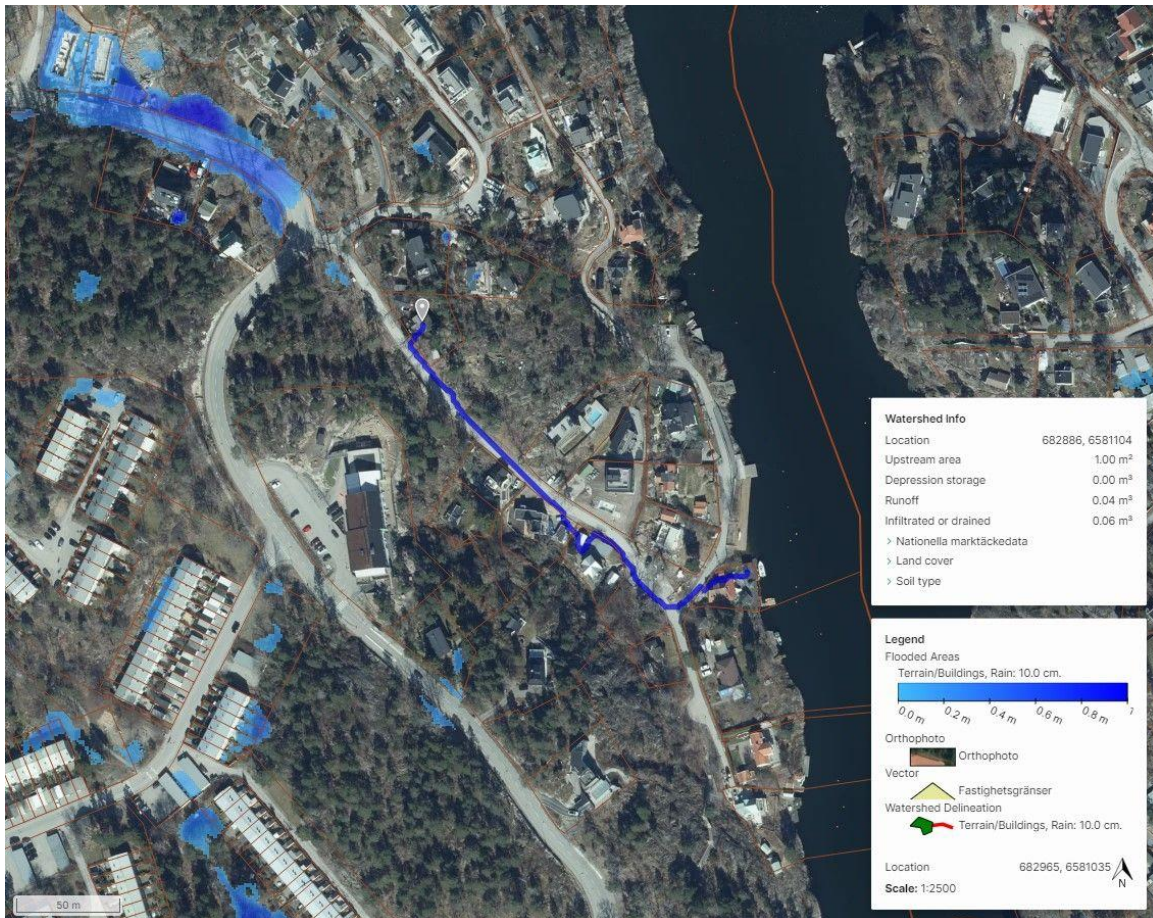 Watershed Info
Location 682886, 6581104
Upstream area 1.00 m²
Depression storage 0.00 m³
Runoff 0.04 m³
Infiltrated or drained 0.06 m³
> Nationella marktäckedata
> Land cover
> Soil type
Legend
Flooded Areas
Terrain/Buildings, Rain: 10.0 cm.
0.0 m 0.2 m 0.4 m 0.6 m 0.8 m 1
Orthophoto
Orthophoto
Vector
Fastighetsgränser
Watershed Delineation
Terrain/Buildings, Rain: 10.0 cm.
Location 682965, 6581035
N
Scale: 1:2500
50 m